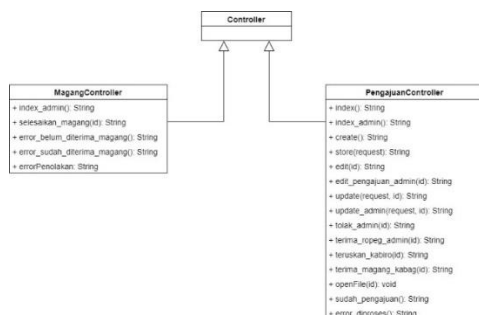 Controller
MagangController
+ index_admin(): String
+ selesaikan_magang(id): String
+ error_belum_diterima_magang(): String
+ error_sudah_diterima_magang(): String
+ errorPenolakan: String
PengajuanController
+ index(): String
+ index_admin(): String
+ create(): String
+ store(request): String
+ edit(id): String
+ edit_pengajuan_admin(id): String
+ update(request, id): String
+ update_admin(request, id): String
+ tolak_admin(id): String
+ terima_ropeg_admin(id): String
+ teruskan_kabiro(id): String
+ terima_magang_kabag(id): String
+ openFile(id): void
+ sudah_pengajuan(): String
+ error_diproses(): String